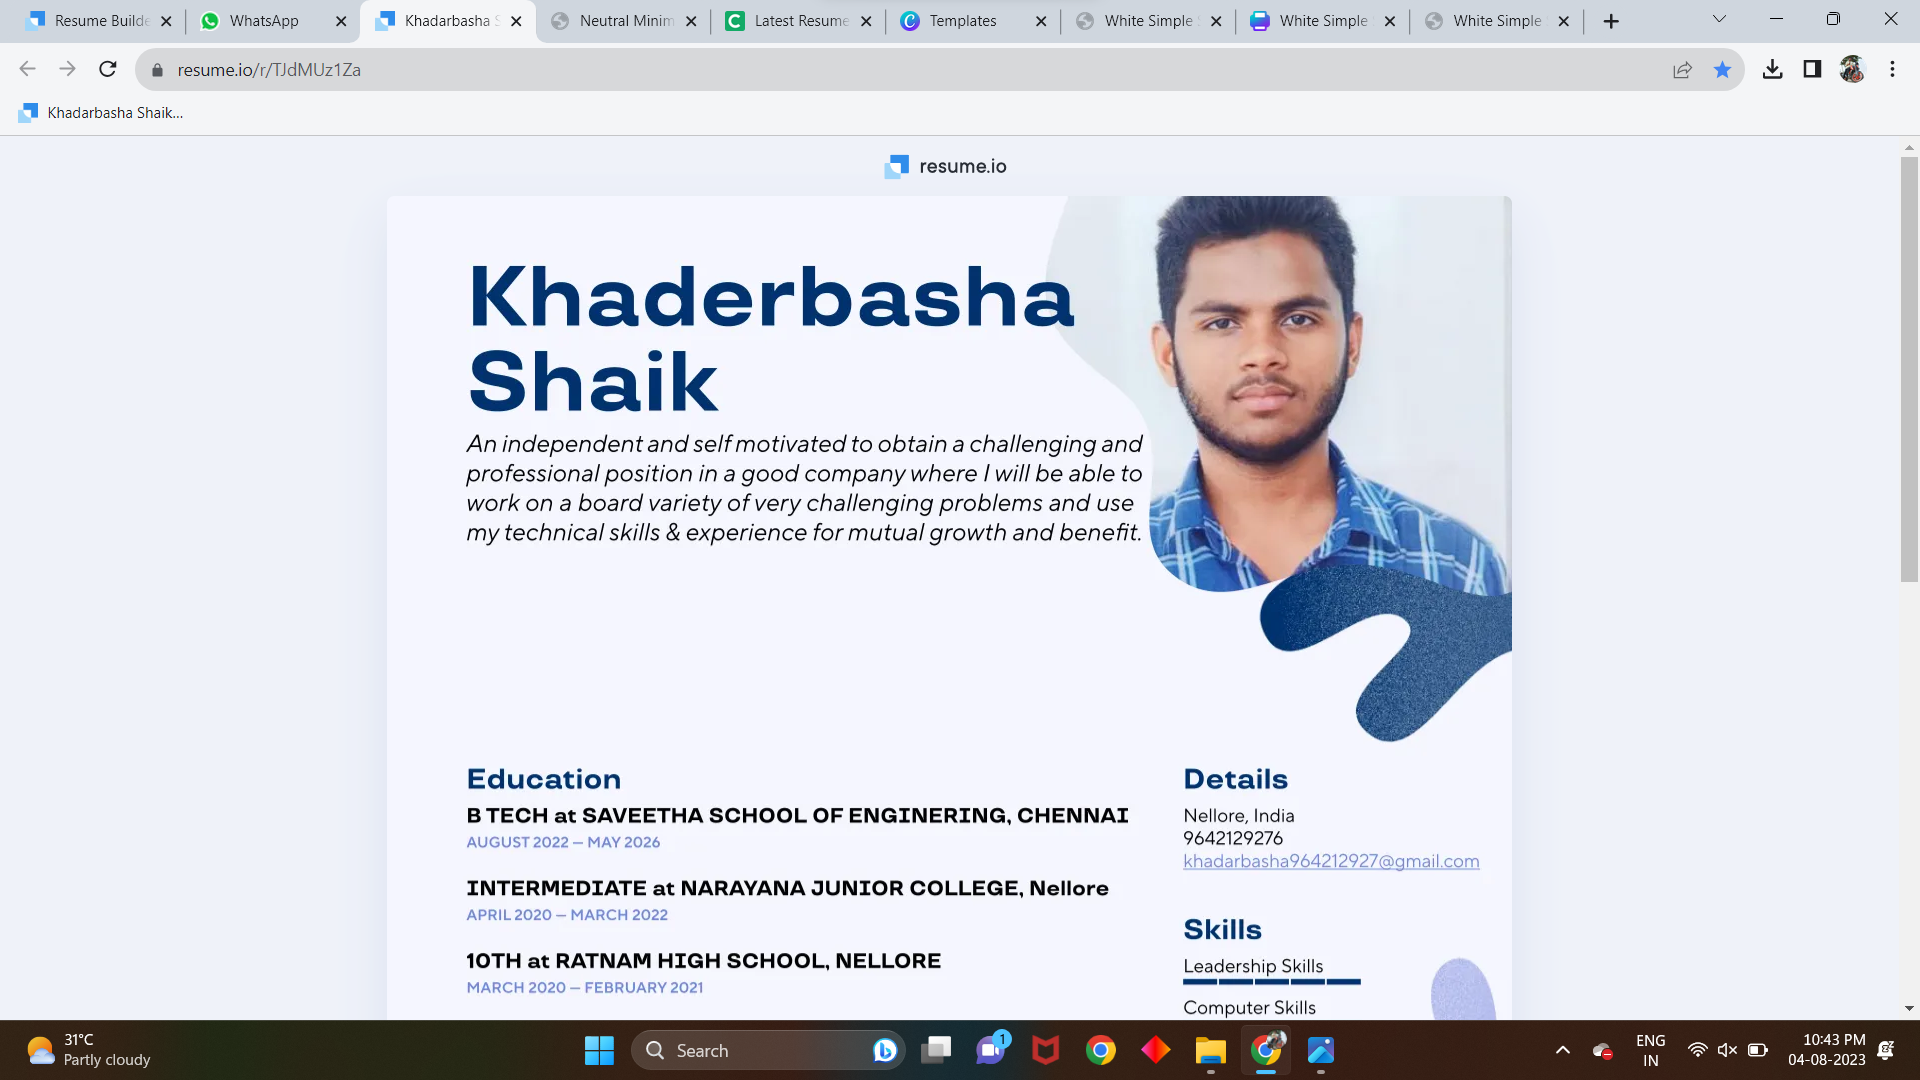 Resume Builde
WhatsApp
Khadarbasha S
Neutral Minim
Latest Resume
Templates
White Simple
White Simple
White Simple
resume.io/r/TJdMUz1Za
Khadarbasha Shaik...
resume.io
Khaderbasha
Shaik
An independent and self motivated to obtain a challenging and
professional position in a good company where I will be able to
work on a board variety of very challenging problems and use
my technical skills & experience for mutual growth and benefit.
Education
B TECH at SAVEETHA SCHOOL OF ENGINERING, CHENNAI
AUGUST 2022 — MAY 2026
INTERMEDIATE at NARAYANA JUNIOR COLLEGE, Nellore
APRIL 2020 — MARCH 2022
10TH at RATNAM HIGH SCHOOL, NELLORE
MARCH 2020 — FEBRUARY 2021
Details
Nellore, India
9642129276
khadarbasha964212927@gmail.com
Skills
Leadership Skills
Computer Skills
31°C
Partly cloudy
Search
1
ENG
IN
10:43 PM
04-08-2023